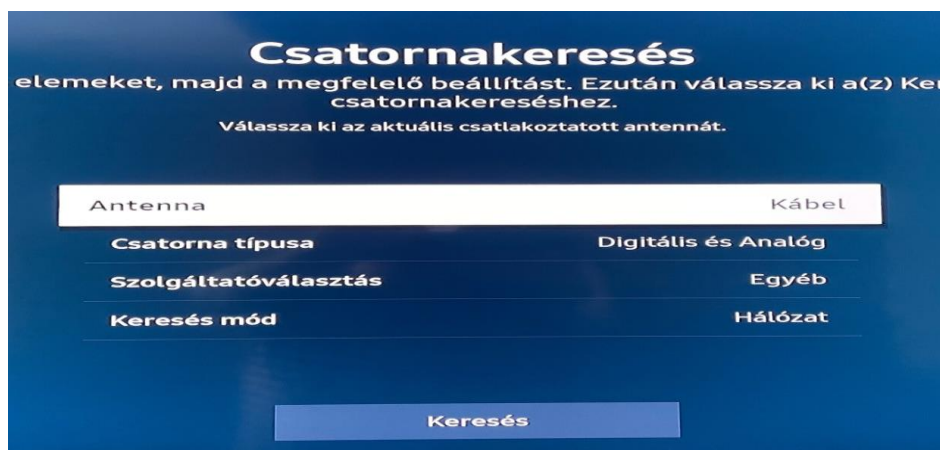 Csatornakeresés
elemeket, majd a megfelelő beállítást. Ezután válassza ki a(z)
csatornakereséshez.
Válassza ki az aktuális csatlakoztatott antennát.
Antenna Kábel
Csatorna típusa Digitális és Analóg
Szolgáltatóválasztás Egyéb
Keresés mód Hálózat
Keresés